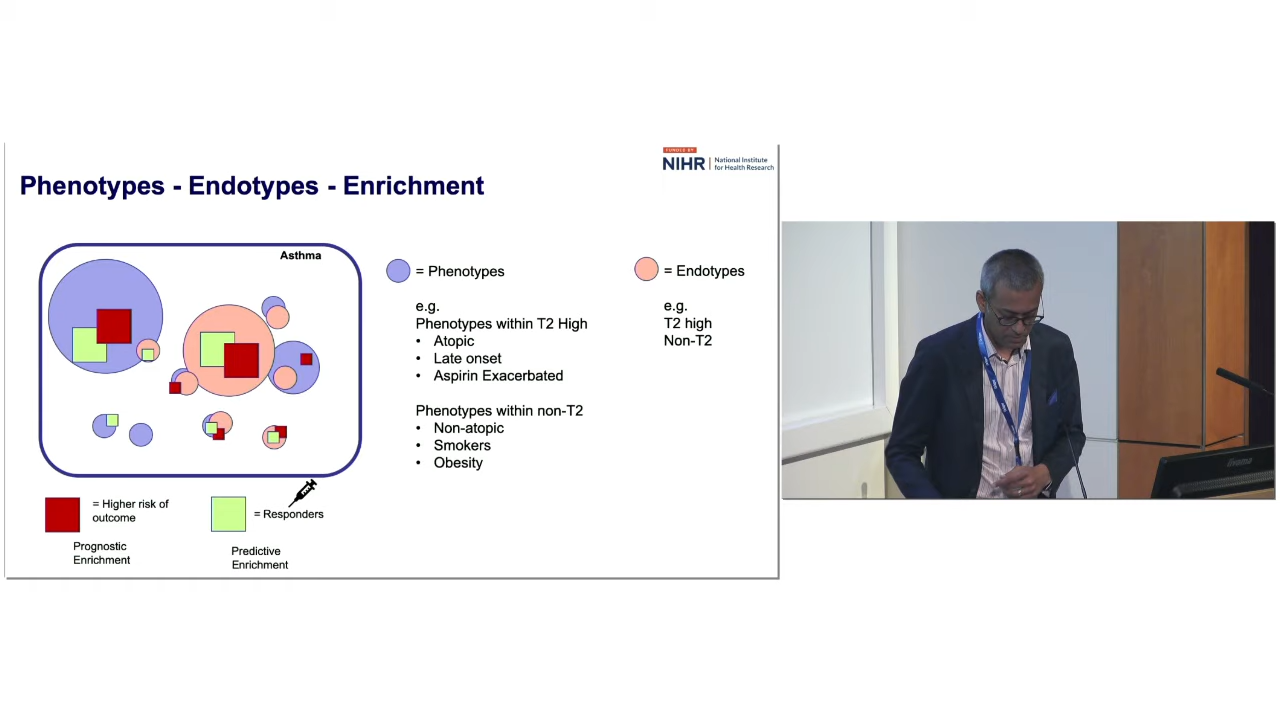 FUNDED BY
NIHR | National Institute
for Health Research
Phenotypes - Endotypes - Enrichment
Asthma
= Phenotypes
e.g.
Phenotypes within T2 High
• Atopic
• Late onset
• Aspirin Exacerbated
Phenotypes within non-T2
• Non-atopic
• Smokers
• Obesity
= Endotypes
e.g.
T2 high
Non-T2
= Higher risk of
outcome
Prognostic
Enrichment
= Responders
Predictive
Enrichment
iiyama